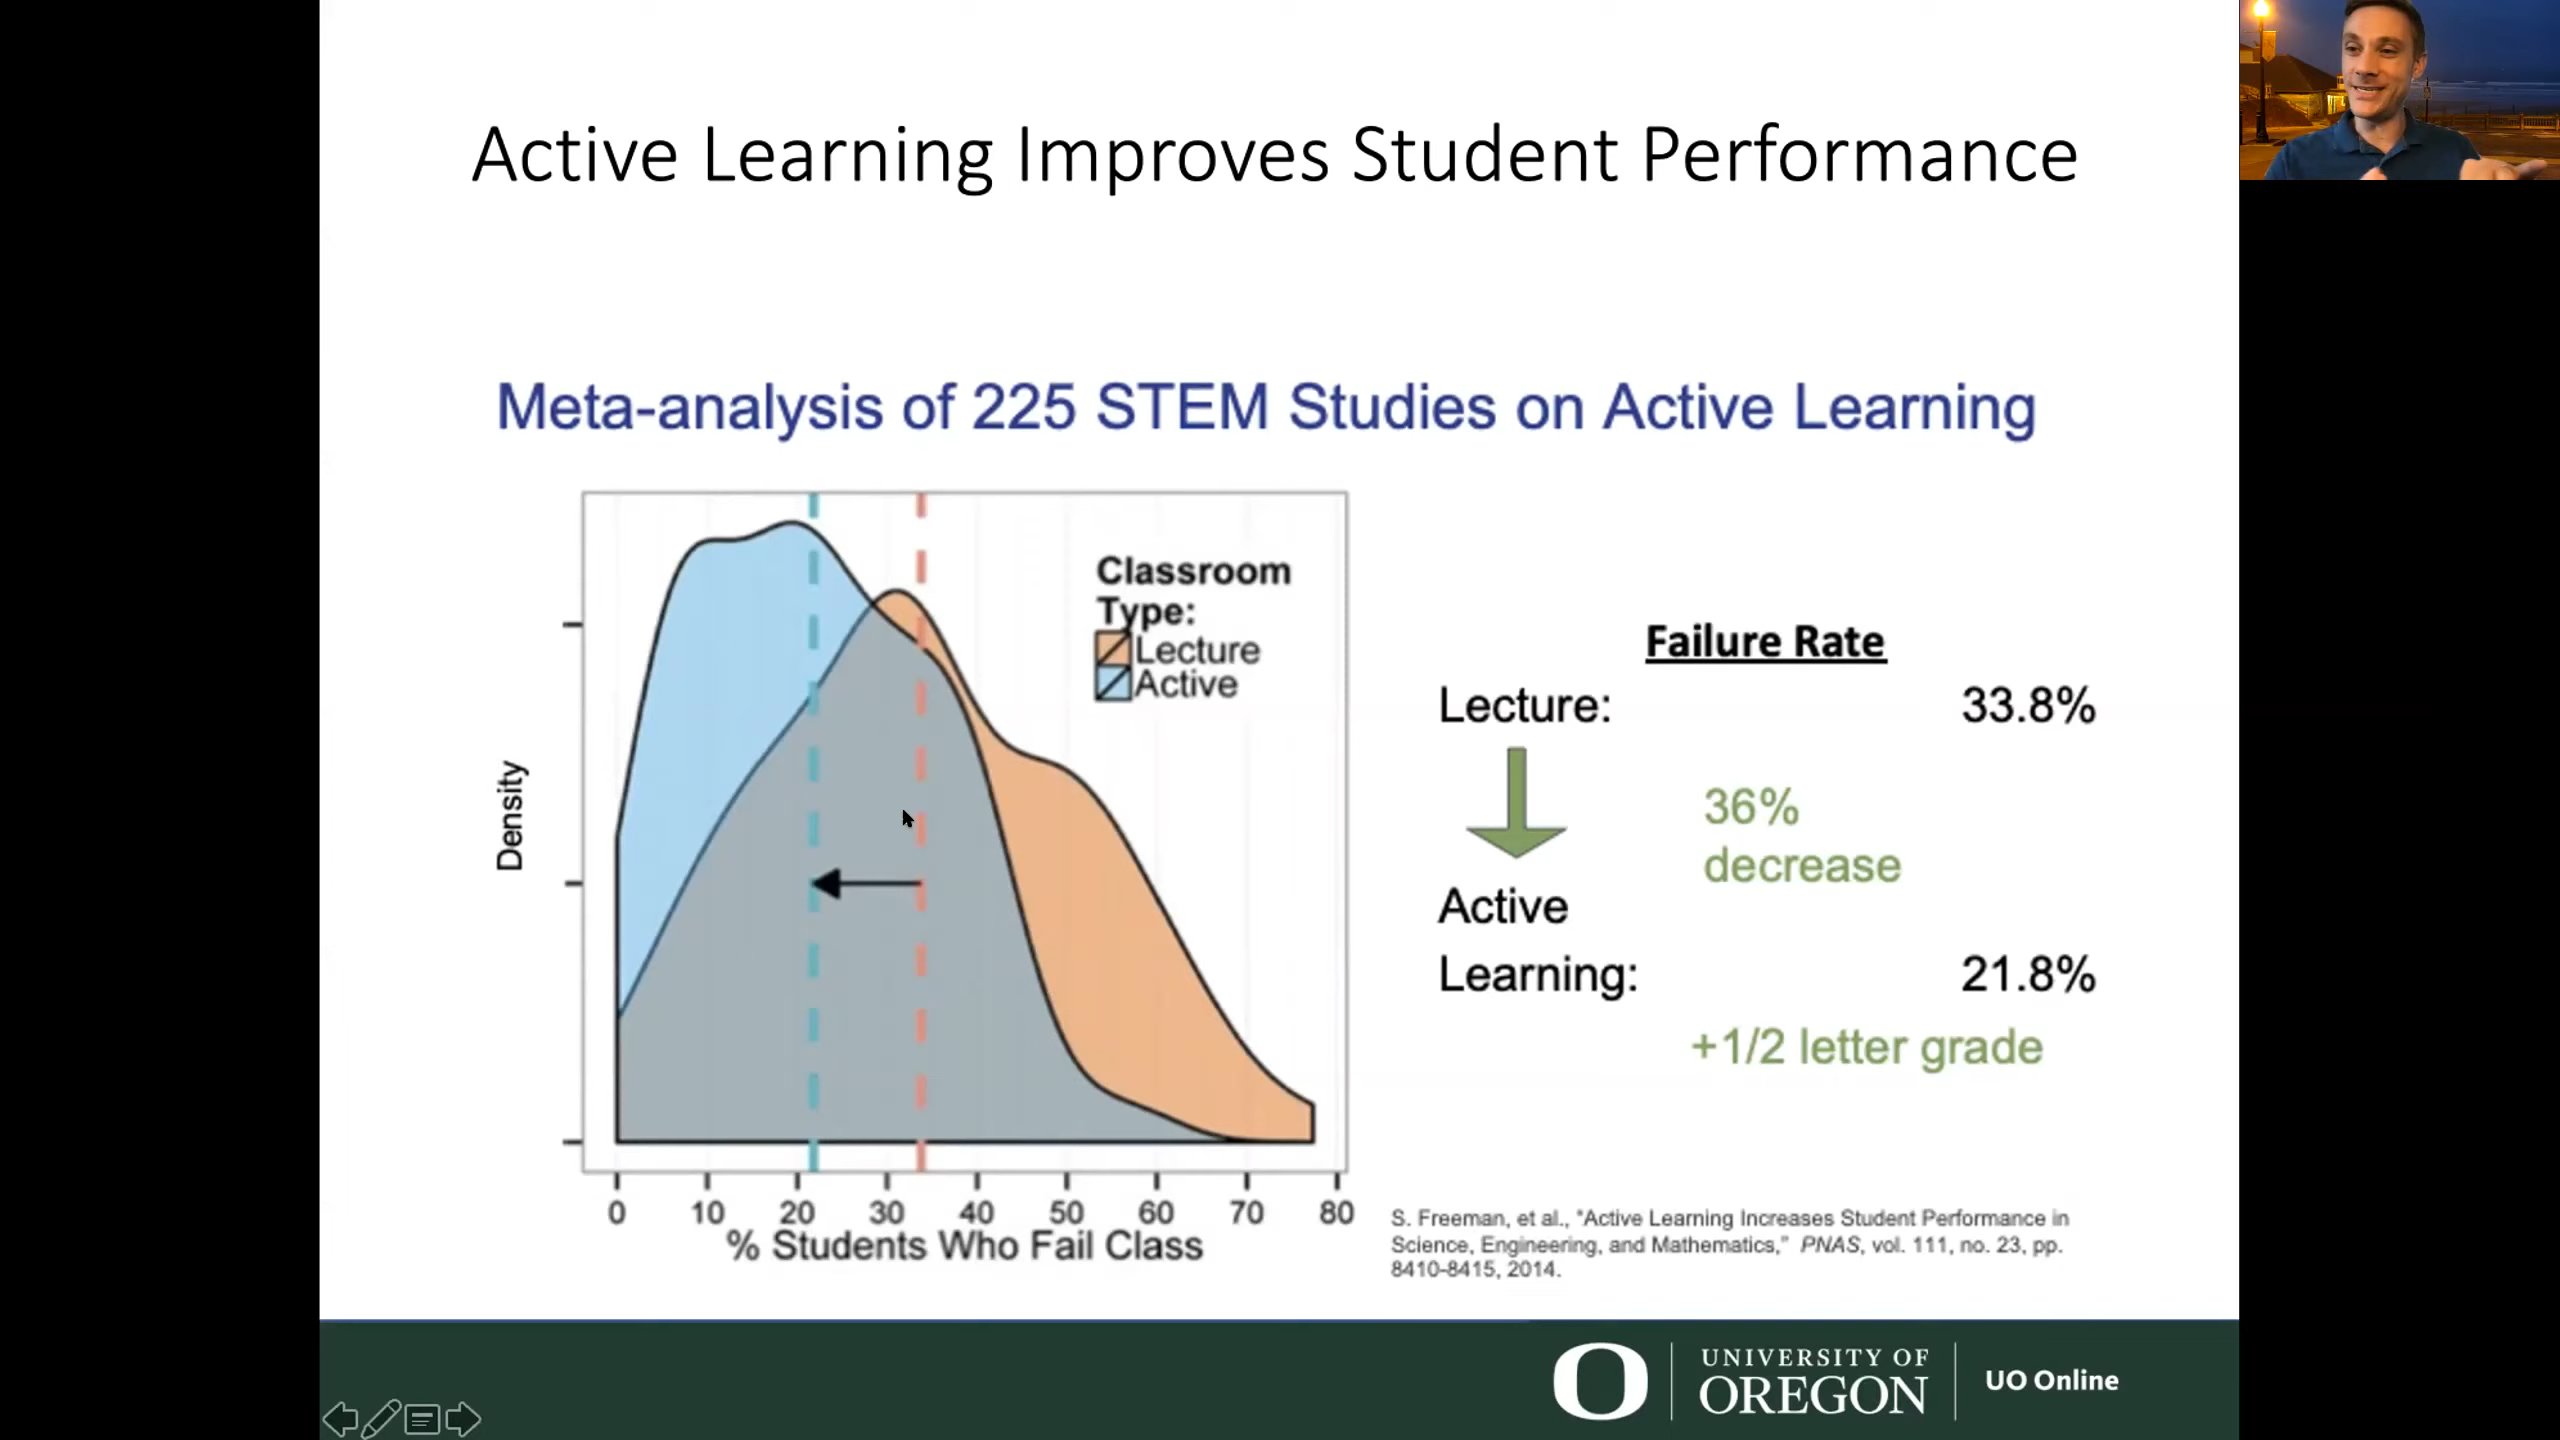 Active Learning Improves Student Performance
Meta-analysis of 225 STEM Studies on Active Learning
Classroom
Type:
Lecture
Active
Density
0 10 20 30 40 50 60 70 80
% Students Who Fail Class
Failure Rate
Lecture: 33.8%
36%
decrease
Active
Learning: 21.8%
+1/2 letter grade
S. Freeman, et al., "Active Learning Increases Student Performance in
Science, Engineering, and Mathematics," PNAS, vol. 111, no. 23, pp.
8410-8415, 2014.
O
UNIVERSITY OF
OREGON
UO Online